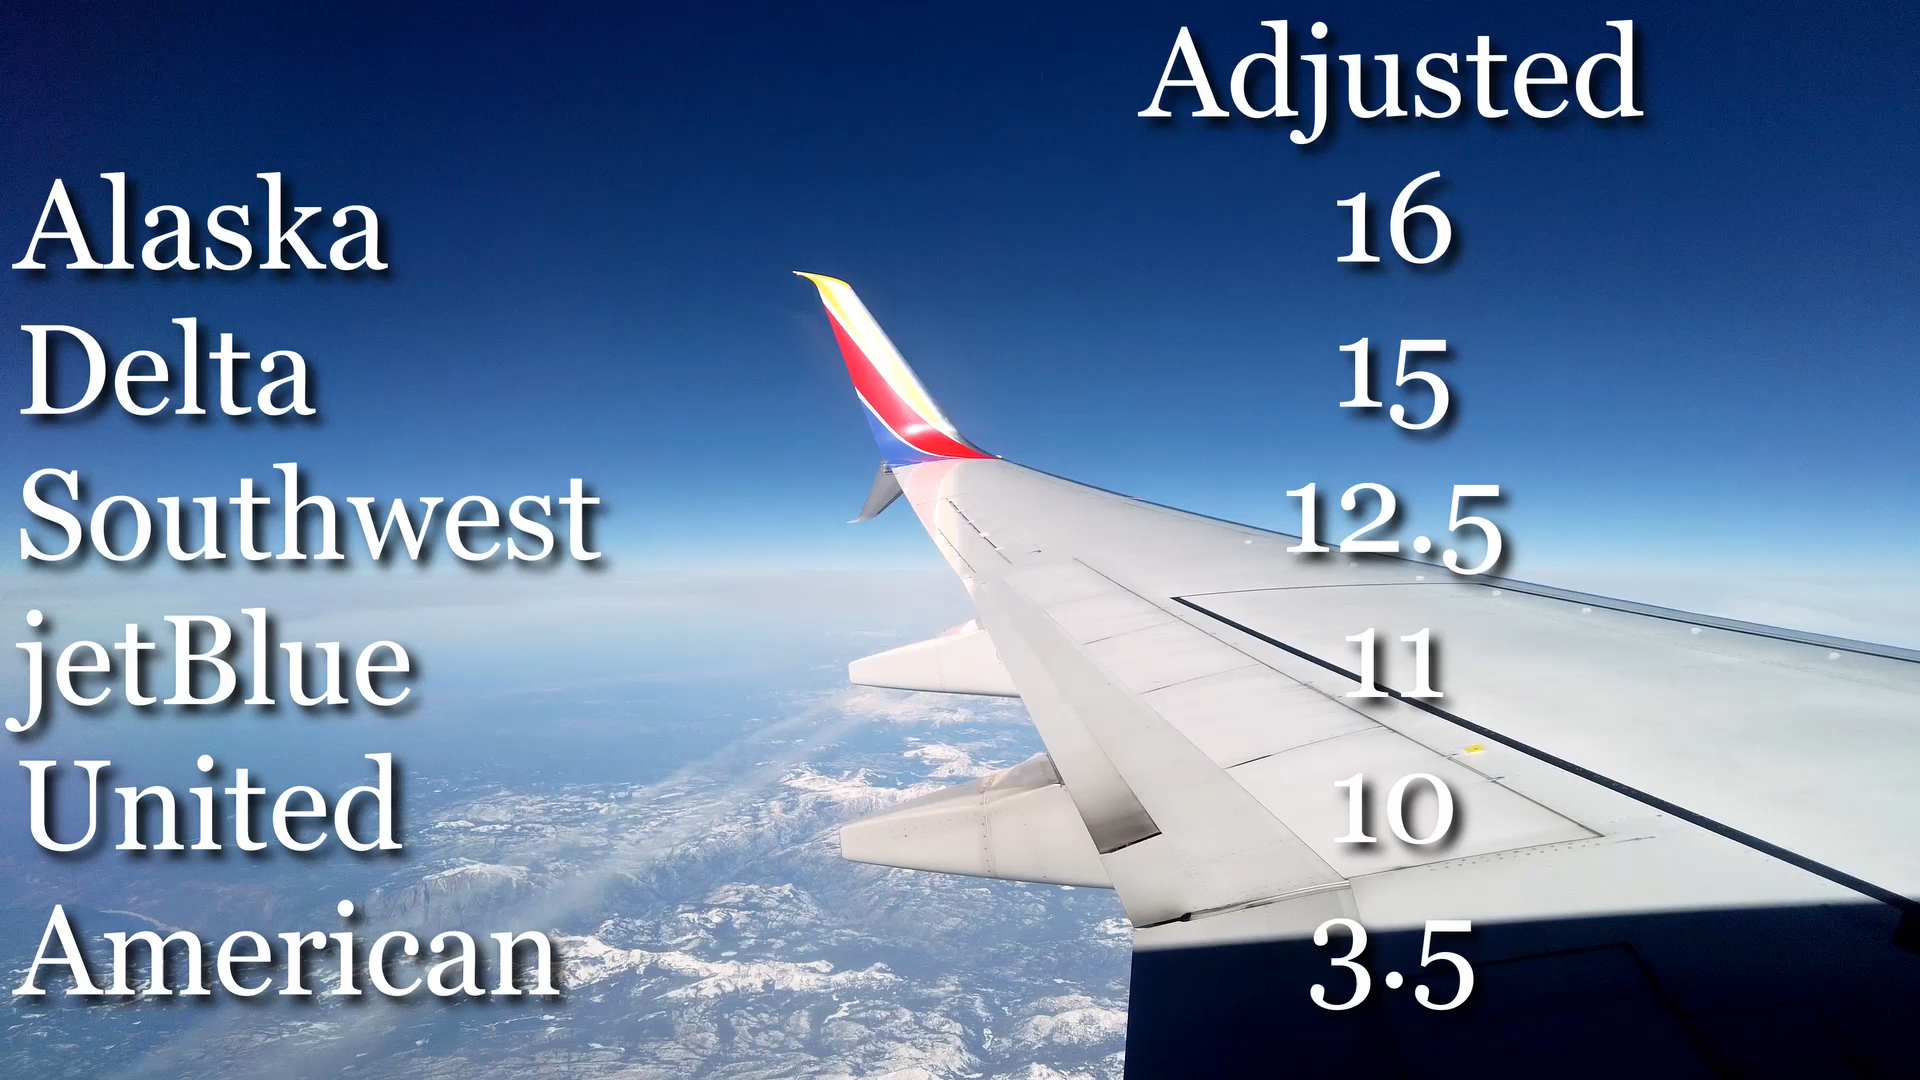 Adjusted
Alaska 16
Delta 15
Southwest 12.5
jetBlue 11
United 10
American 3.5